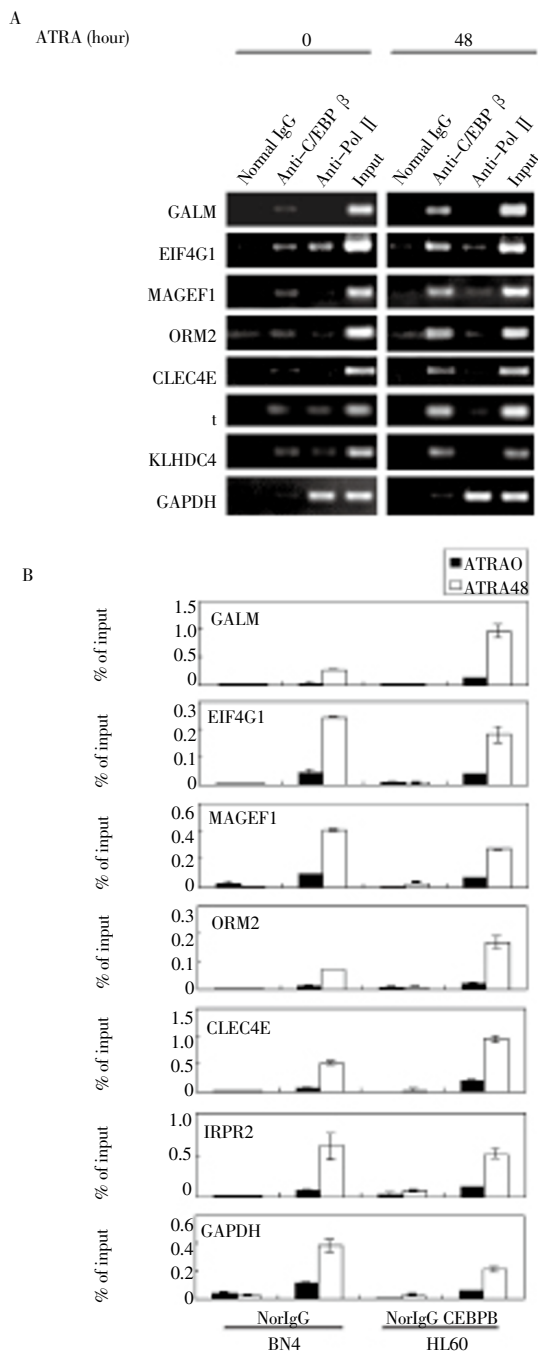 A
ATRA (hour) 0 48
Normal IgG Anti-C/EBP β Anti-Pol II Input Normal IgG Anti-C/EBP β Anti-Pol II Input
GALM
EIF4G1
MAGEF1
ORM2
CLEC4E
t
KLHDC4
GAPDH
B
ATRAO
ATRA48
% of input 1.5 1.0 0.5 0 GALM
% of input 0.3 0.2 0.1 0 EIF4G1
% of input 0.6 0.4 0.2 0 MAGEF1
% of input 0.3 0.2 0.1 0 ORM2
% of input 1.5 1.0 0.5 0 CLEC4E
% of input 1.0 0.5 0 IRPR2
% of input 0.6 0.4 0.2 0 GAPDH
NorIgG NorIgG CEBPB
BN4 HL60